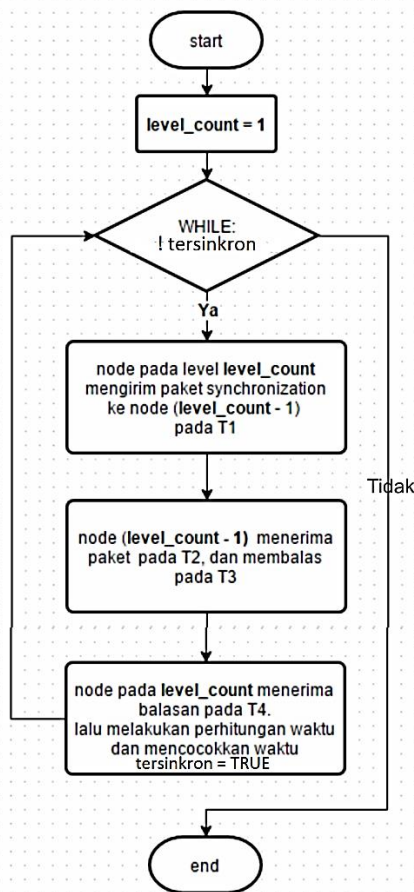 start
level_count = 1
WHILE:
! tersinkron
Ya
node pada level level_count
mengirim paket synchronization
ke node (level_count - 1)
pada T1
Tidak
node (level_count - 1) menerima
paket pada T2, dan membalas
pada T3
node pada level_count menerima
balasan pada T4.
lalu melakukan perhitungan waktu
dan mencocokkan waktu
tersinkron = TRUE
end